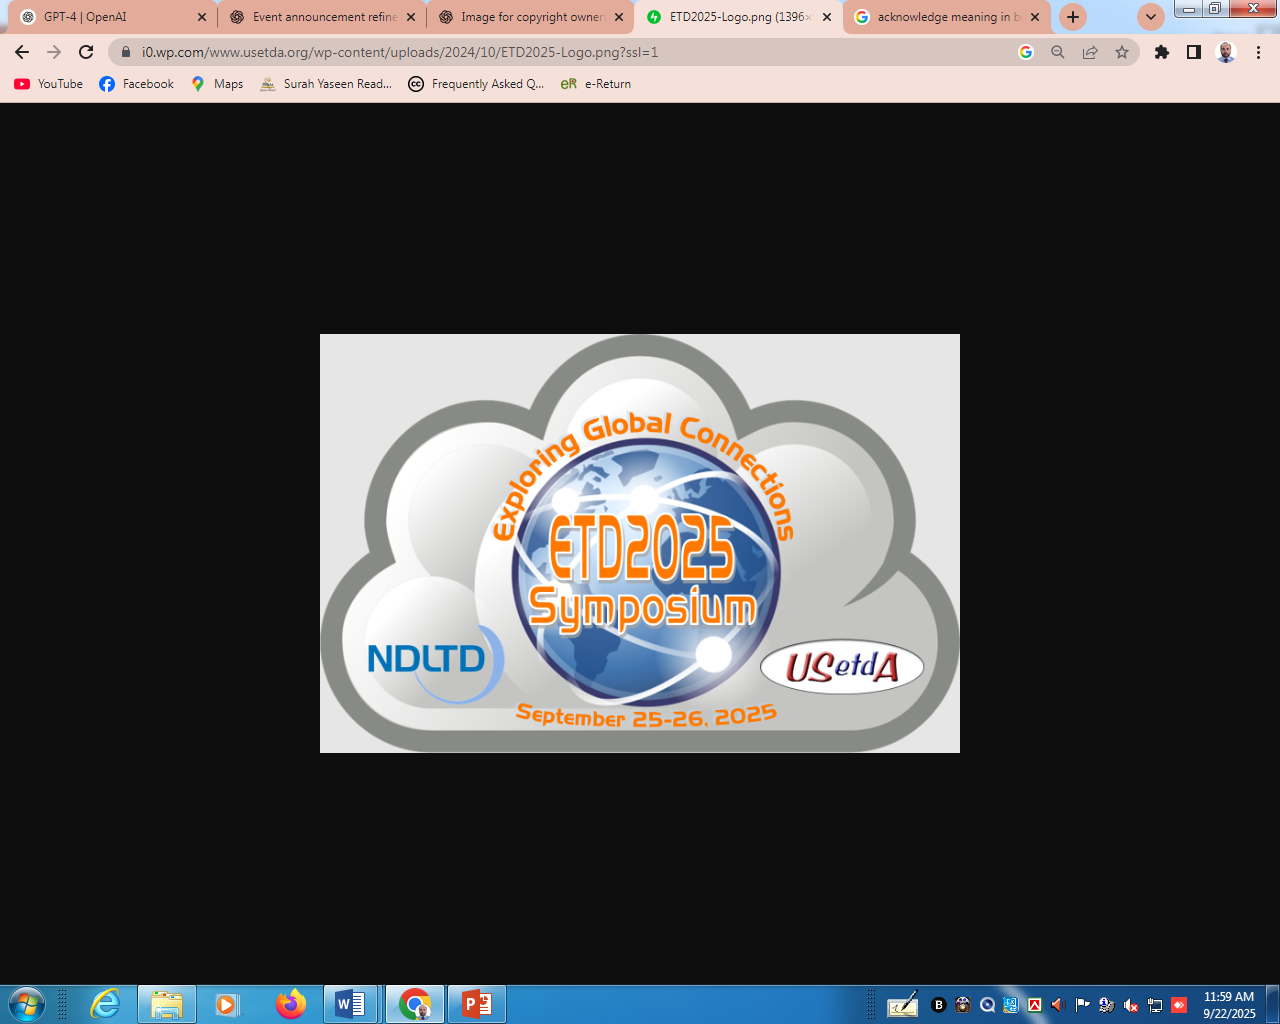 GPT-4 | OpenAI
Event announcement refine
Image for copyright owner
ETD2025-Logo.png (1396×
acknowledge meaning in b
i0.wp.com/www.usetda.org/wp-content/uploads/2024/10/ETD2025-Logo.png?ssl=1
YouTube
Facebook
Maps
Surah Yaseen Read...
Frequently Asked Q...
e-Return
Exploring Global Connections
ETD2025
Symposium
NDLTD
USetdA
September 25-26, 2025
11:59 AM
9/22/2025